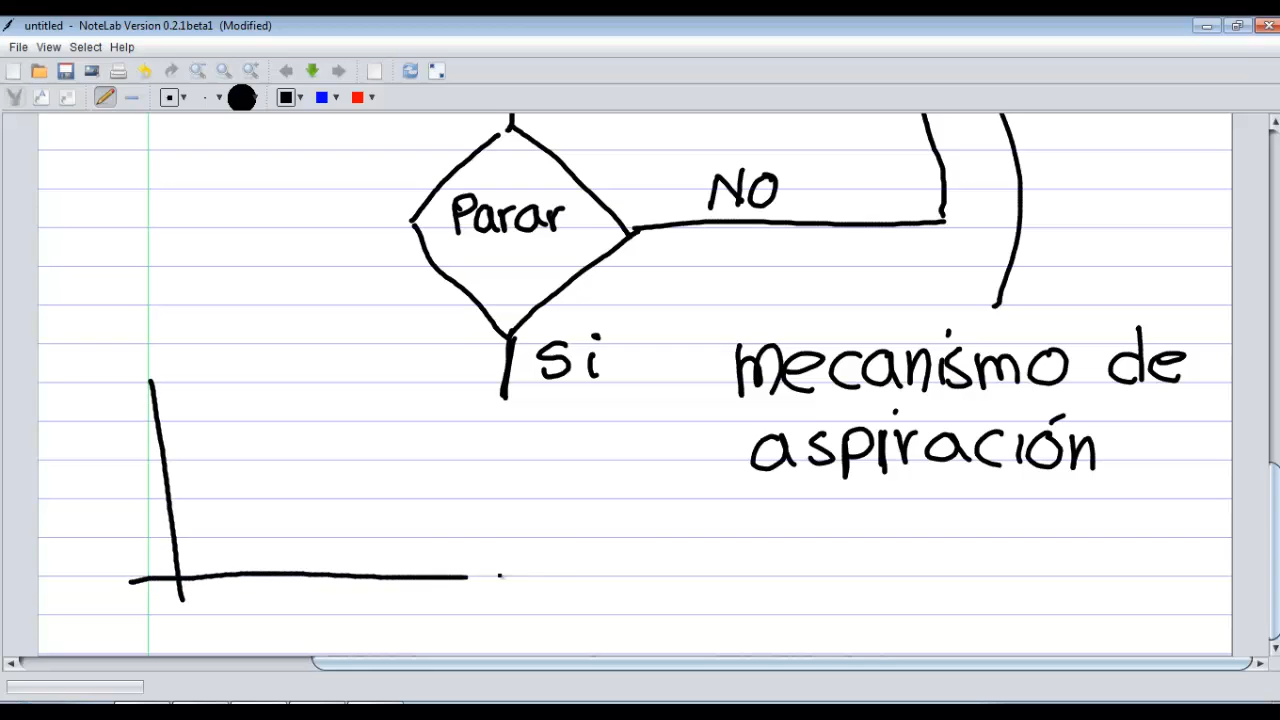 untitled - NoteLab Version 0.2.1beta1 (Modified)
File View Select Help
NO
Parar
Si
mecanismo de
aspiración